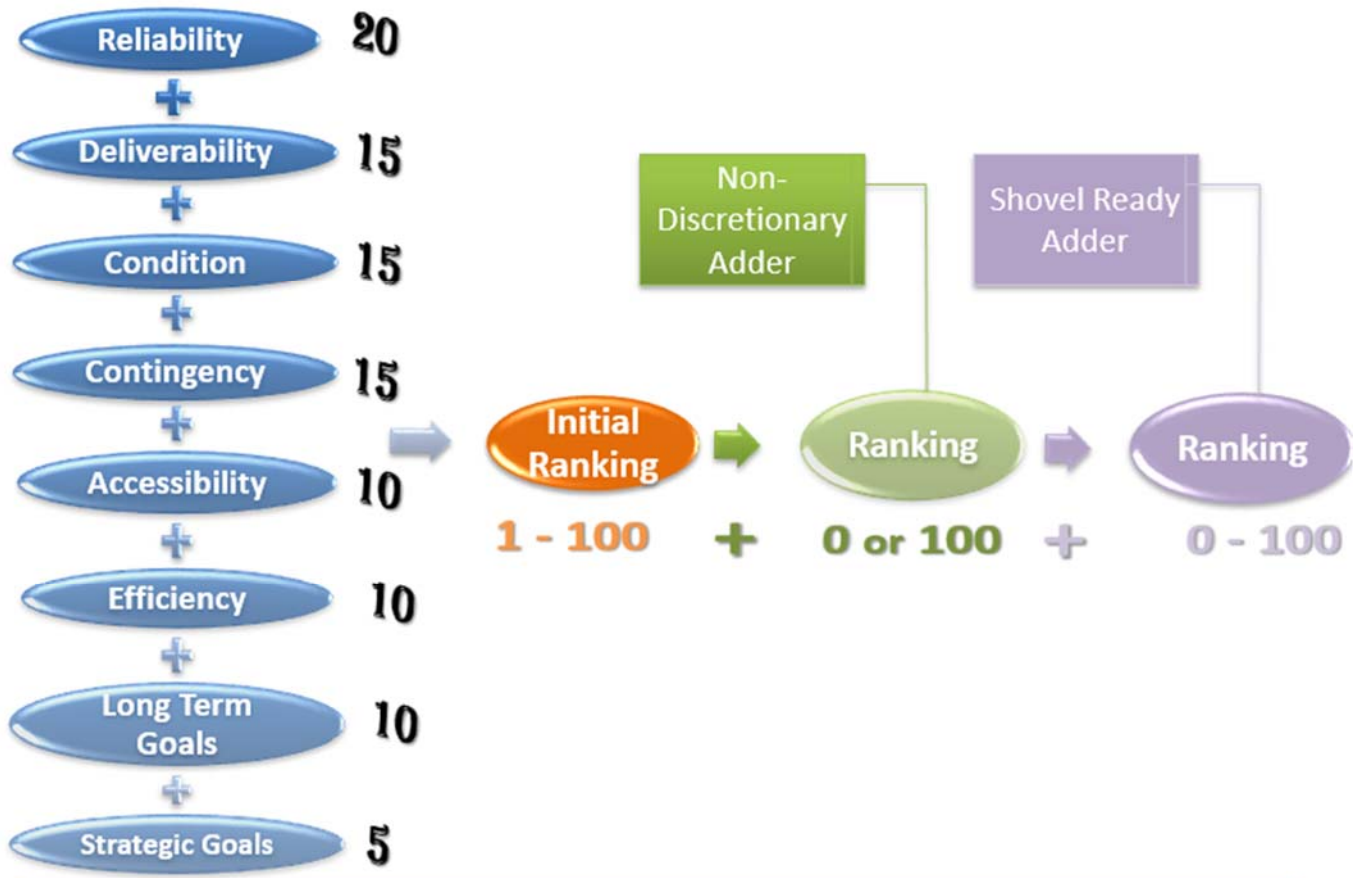 Reliability
20
+
Deliverability
15
+
Condition
15
+
Contingency
15
+
Accessibility
10
+
Efficiency
10
+
Long Term
Goals
10
+
Strategic Goals
5
Initial
Ranking
1 - 100
+
Non-
Discretionary
Adder
Ranking
0 or 100
+
Shovel Ready
Adder
Ranking
0 - 100